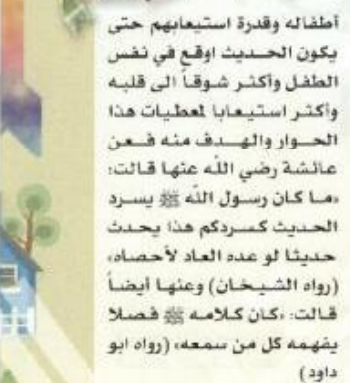 أطفاله وقدرة استيعابهم حتى
يكون الحديث اوقع في نفس
الطفل وأكثر شوقاً الى قلبه
وأكثر استيعابا لمعطيات هذا
الحوار والهدف منه فعن
عائشة رضي الله عنها قالت:
«ما كان رسول الله ﷺ يسرد
الحديث كسردكم هذا يحدث
حديثا لو عده العاد لأحصاه»
(رواه الشيخان) وعنها أيضاً
قالت: «كان كلامه ﷺ فصلا
يفهمه كل من سمعه» (رواه ابو
داود)